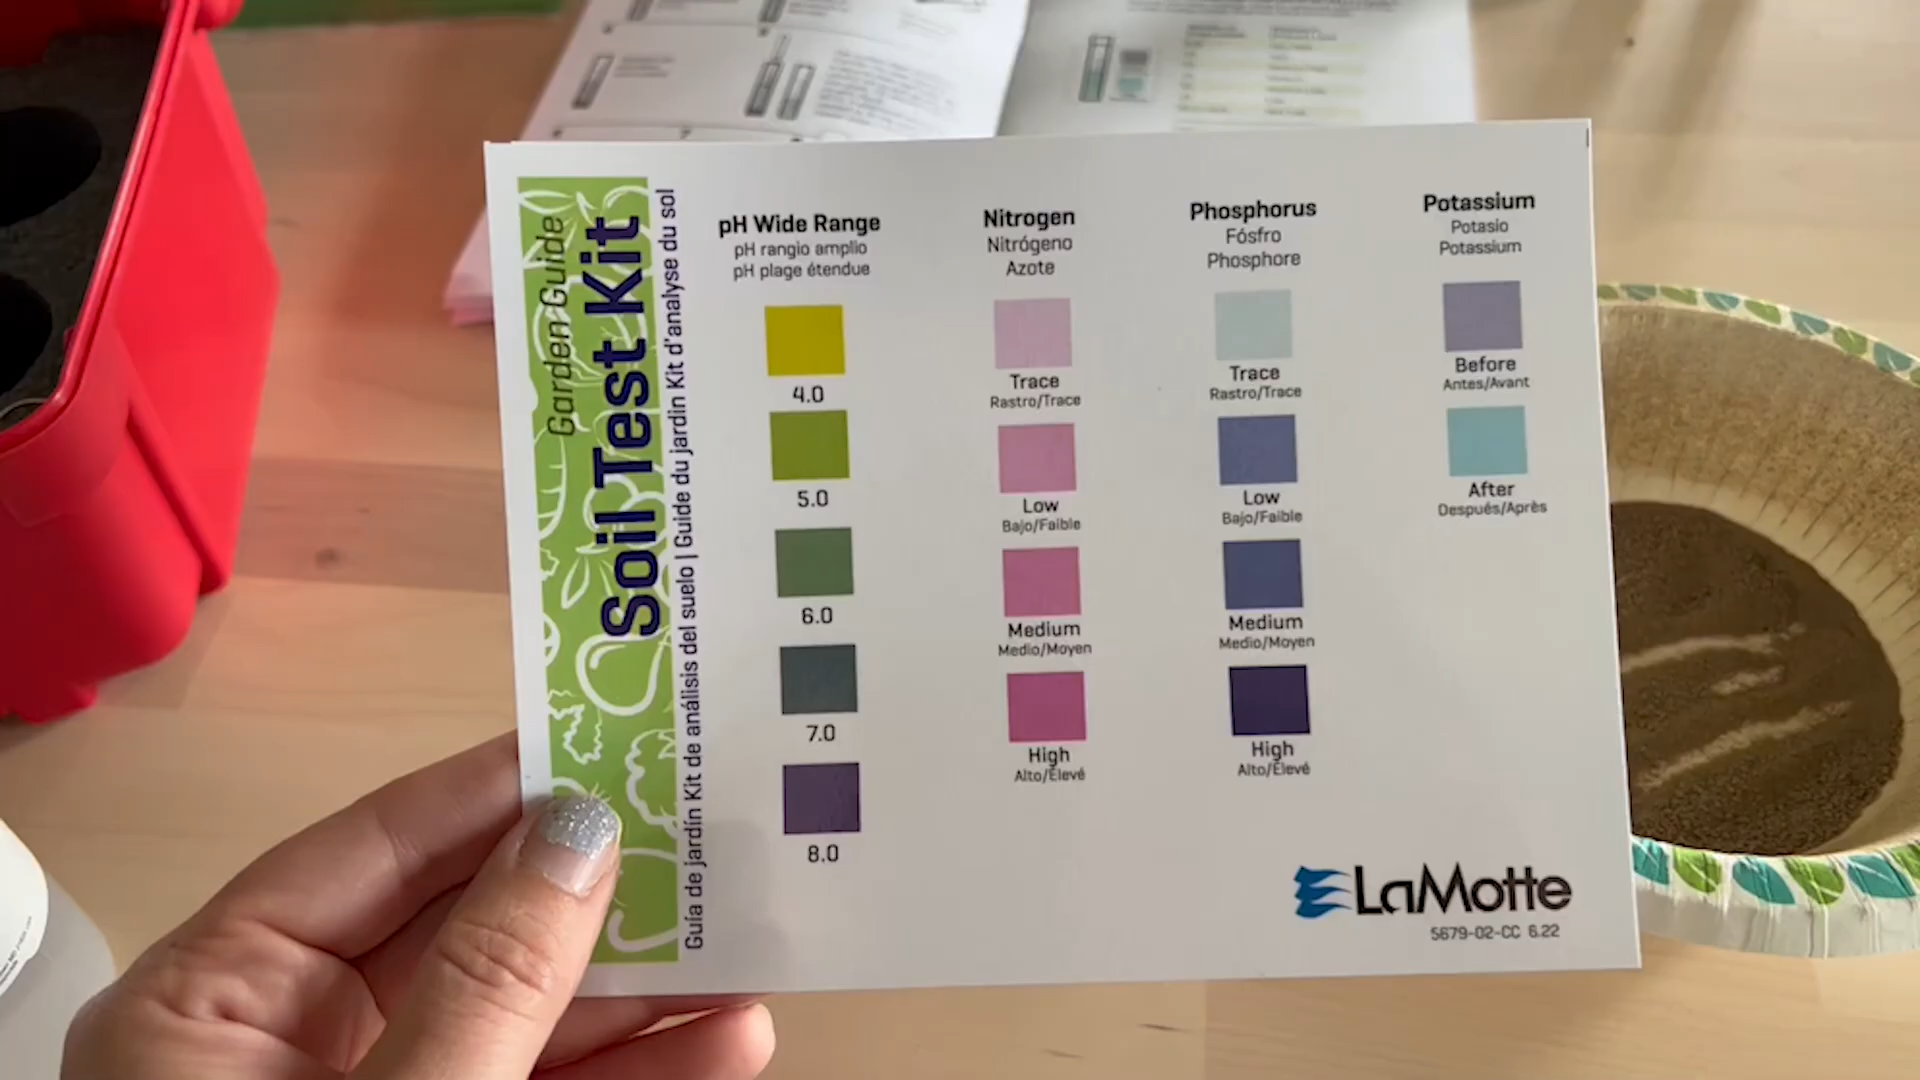 Garden Guide
Soil Test Kit
Guía de jardín Kit de análisis del suelo | Guide du jardin Kit d'analyse du sol
pH Wide Range
pH rangio amplio
pH plage étendue
4.0
5.0
6.0
7.0
8.0
Nitrogen
Nitrógeno
Azote
Trace
Rastro/Trace
Low
Bajo/Faible
Medium
Medio/Moyen
High
Alto/Élevé
Phosphorus
Fósfro
Phosphore
Trace
Rastro/Trace
Low
Bajo/Faible
Medium
Medio/Moyen
High
Alto/Élevé
Potassium
Potasio
Potassium
Before
Antes/Avant
After
Después/Après
LaMotte
5679-02-CC 6.22